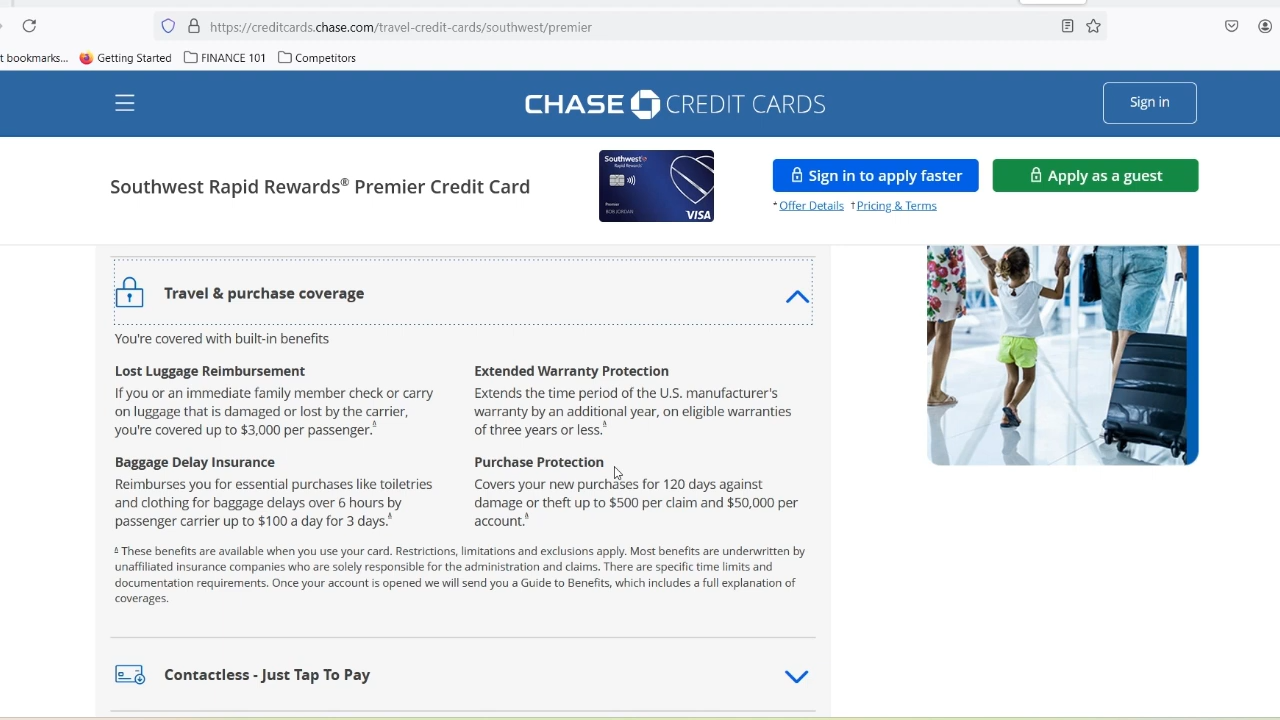 https://creditcards.chase.com/travel-credit-cards/southwest/premier
t bookmarks... Getting Started FINANCE 101 Competitors
CHASE CREDIT CARDS
Sign in
Southwest Rapid Rewards® Premier Credit Card
Southwest
Rapid Rewards
Premier
BOB JORDAN
VISA
Sign in to apply faster
Apply as a guest
*Offer Details †Pricing & Terms
Travel & purchase coverage
You're covered with built-in benefits
Lost Luggage Reimbursement
If you or an immediate family member check or carry
on luggage that is damaged or lost by the carrier,
you're covered up to $3,000 per passenger.
Baggage Delay Insurance
Reimburses you for essential purchases like toiletries
and clothing for baggage delays over 6 hours by
passenger carrier up to $100 a day for 3 days.
Extended Warranty Protection
Extends the time period of the U.S. manufacturer's
warranty by an additional year, on eligible warranties
of three years or less.
Purchase Protection
Covers your new purchases for 120 days against
damage or theft up to $500 per claim and $50,000 per
account.
These benefits are available when you use your card. Restrictions, limitations and exclusions apply. Most benefits are underwritten by
unaffiliated insurance companies who are solely responsible for the administration and claims. There are specific time limits and
documentation requirements. Once your account is opened we will send you a Guide to Benefits, which includes a full explanation of
coverages.
Contactless - Just Tap To Pay